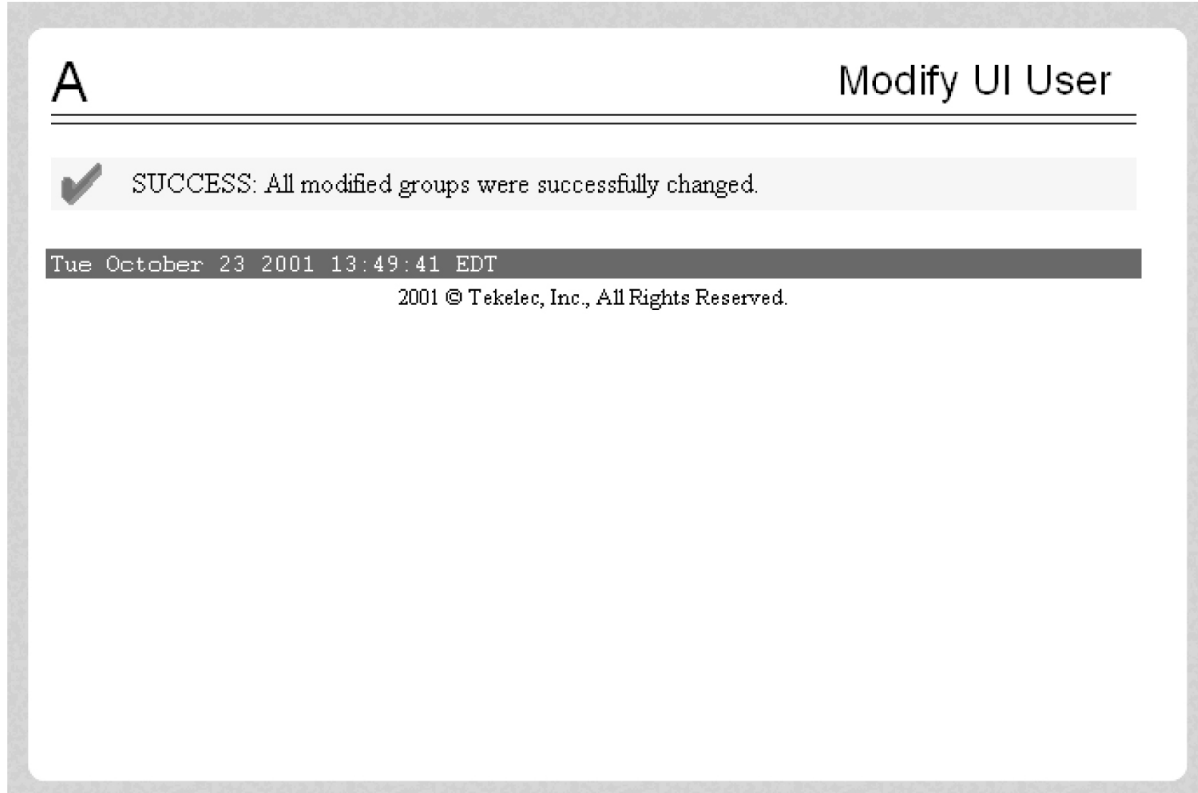 A
Modify UI User
SUCCESS: All modified groups were successfully changed.
Tue October 23 2001 13:49:41 EDT
2001 © Tekelec, Inc., All Rights Reserved.